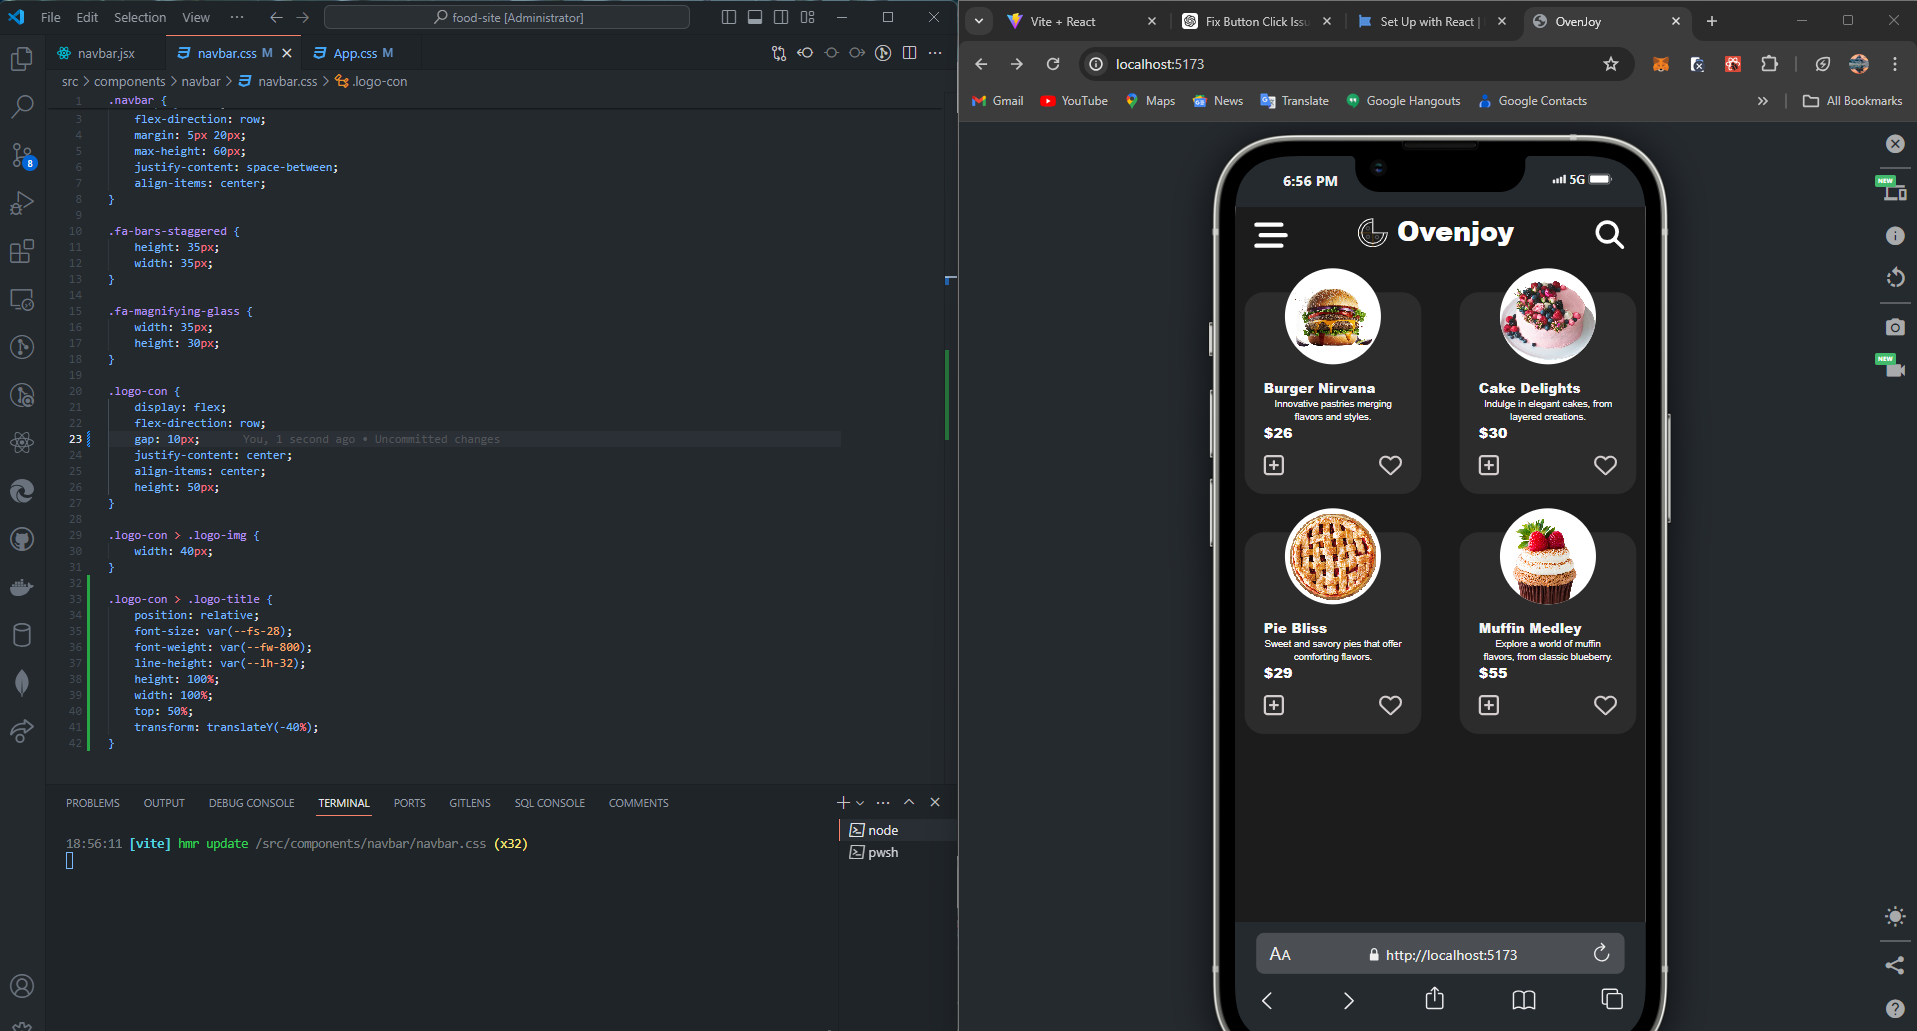 File Edit Selection View ··· food-site [Administrator]
navbar.jsx
navbar.css M
App.css M
src > components > navbar > navbar.css > .logo-con
1 .navbar {
3 flex-direction: row;
4 margin: 5px 20px;
5 max-height: 60px;
6 justify-content: space-between;
7 align-items: center;
8 }
9
10 .fa-bars-staggered {
11 height: 35px;
12 width: 35px;
13 }
14
15 .fa-magnifying-glass {
16 width: 35px;
17 height: 30px;
18 }
19
20 .logo-con {
21 display: flex;
22 flex-direction: row;
23 gap: 10px; You, 1 second ago • Uncommitted changes
24 justify-content: center;
25 align-items: center;
26 height: 50px;
27 }
28
29 .logo-con > .logo-img {
30 width: 40px;
31 }
32
33 .logo-con > .logo-title {
34 position: relative;
35 font-size: var(--fs-28);
36 font-weight: var(--fw-800);
37 line-height: var(--lh-32);
38 height: 100%;
39 width: 100%;
40 top: 50%;
41 transform: translateY(-40%);
42 }
8
PROBLEMS OUTPUT DEBUG CONSOLE TERMINAL PORTS GITLENS SQL CONSOLE COMMENTS
18:56:11 [vite] hmr update /src/components/navbar/navbar.css (x32)
node
pwsh
Vite + React
Fix Button Click Issu
Set Up with React |
OvenJoy
localhost:5173
Gmail YouTube Maps News Translate Google Hangouts Google Contacts » All Bookmarks
NEW
NEW
6:56 PM 5G
Ovenjoy
Burger Nirvana
Innovative pastries merging
flavors and styles.
$26
Cake Delights
Indulge in elegant cakes, from
layered creations.
$30
Pie Bliss
Sweet and savory pies that offer
comforting flavors.
$29
Muffin Medley
Explore a world of muffin
flavors, from classic blueberry.
$55
AA http://localhost:5173